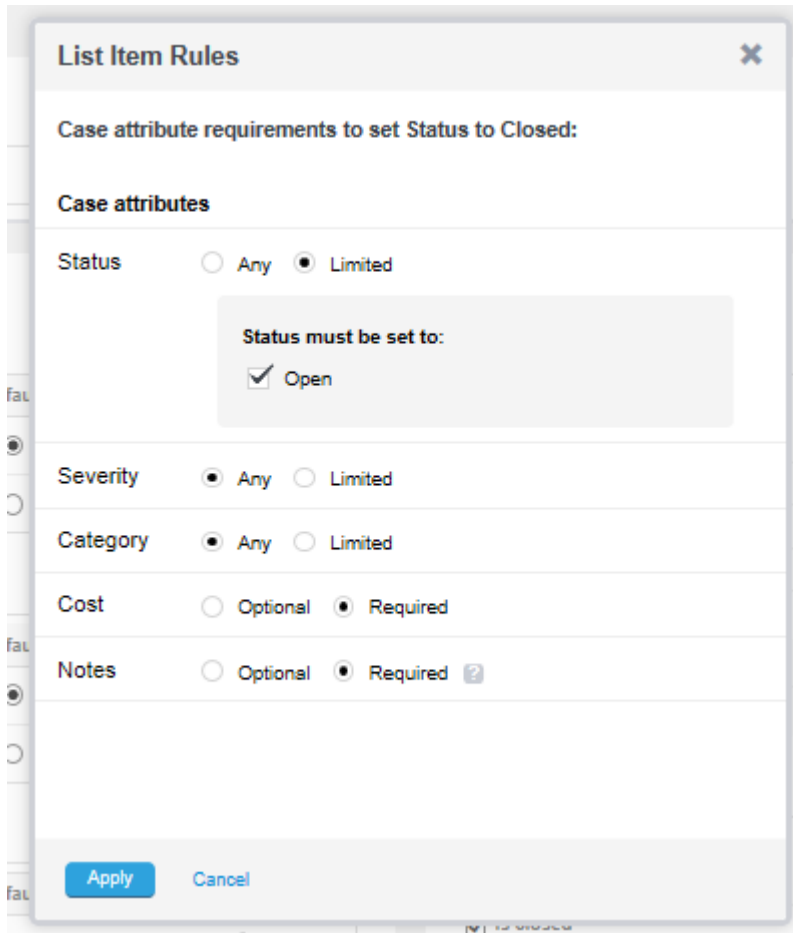 List Item Rules
Case attribute requirements to set Status to Closed:
Case attributes
Status Any Limited
Status must be set to:
Open
Severity Any Limited
Category Any Limited
Cost Optional Required
Notes Optional Required ?
Apply Cancel